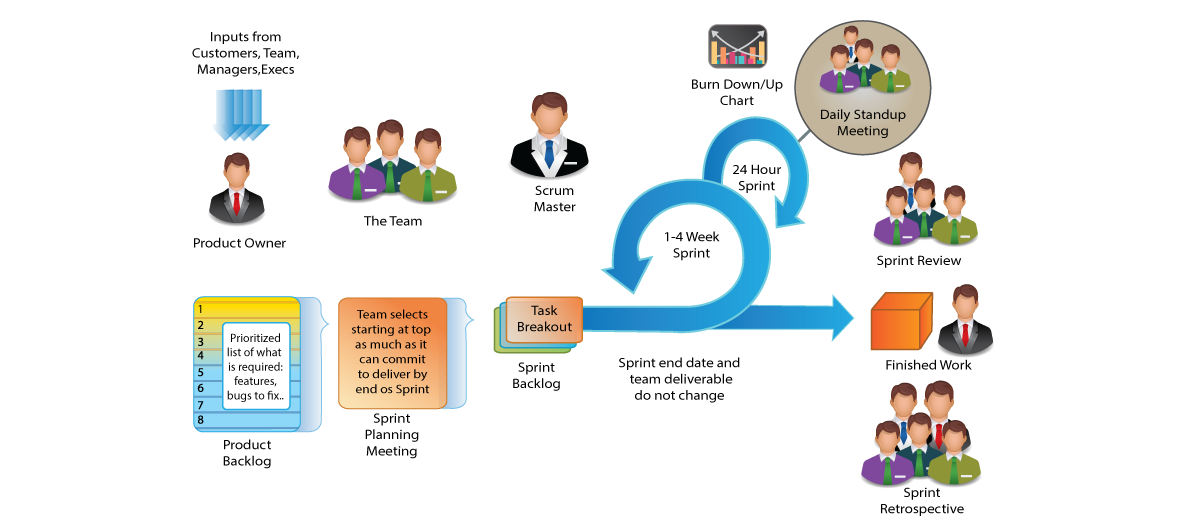 Inputs from
Customers, Team,
Managers,Execs
Product Owner
The Team
Scrum
Master
Burn Down/Up
Chart
Daily Standup
Meeting
24 Hour
Sprint
1-4 Week
Sprint
Sprint Review
1
2
3
4
5
6
7
8
Prioritized
list of what
is required:
features,
bugs to fix..
Product
Backlog
Team selects
starting at top
as much as it
can commit
to deliver by
end os Sprint
Sprint
Planning
Meeting
Task
Breakout
Sprint
Backlog
Sprint end date and
team deliverable
do not change
Finished Work
Sprint
Retrospective